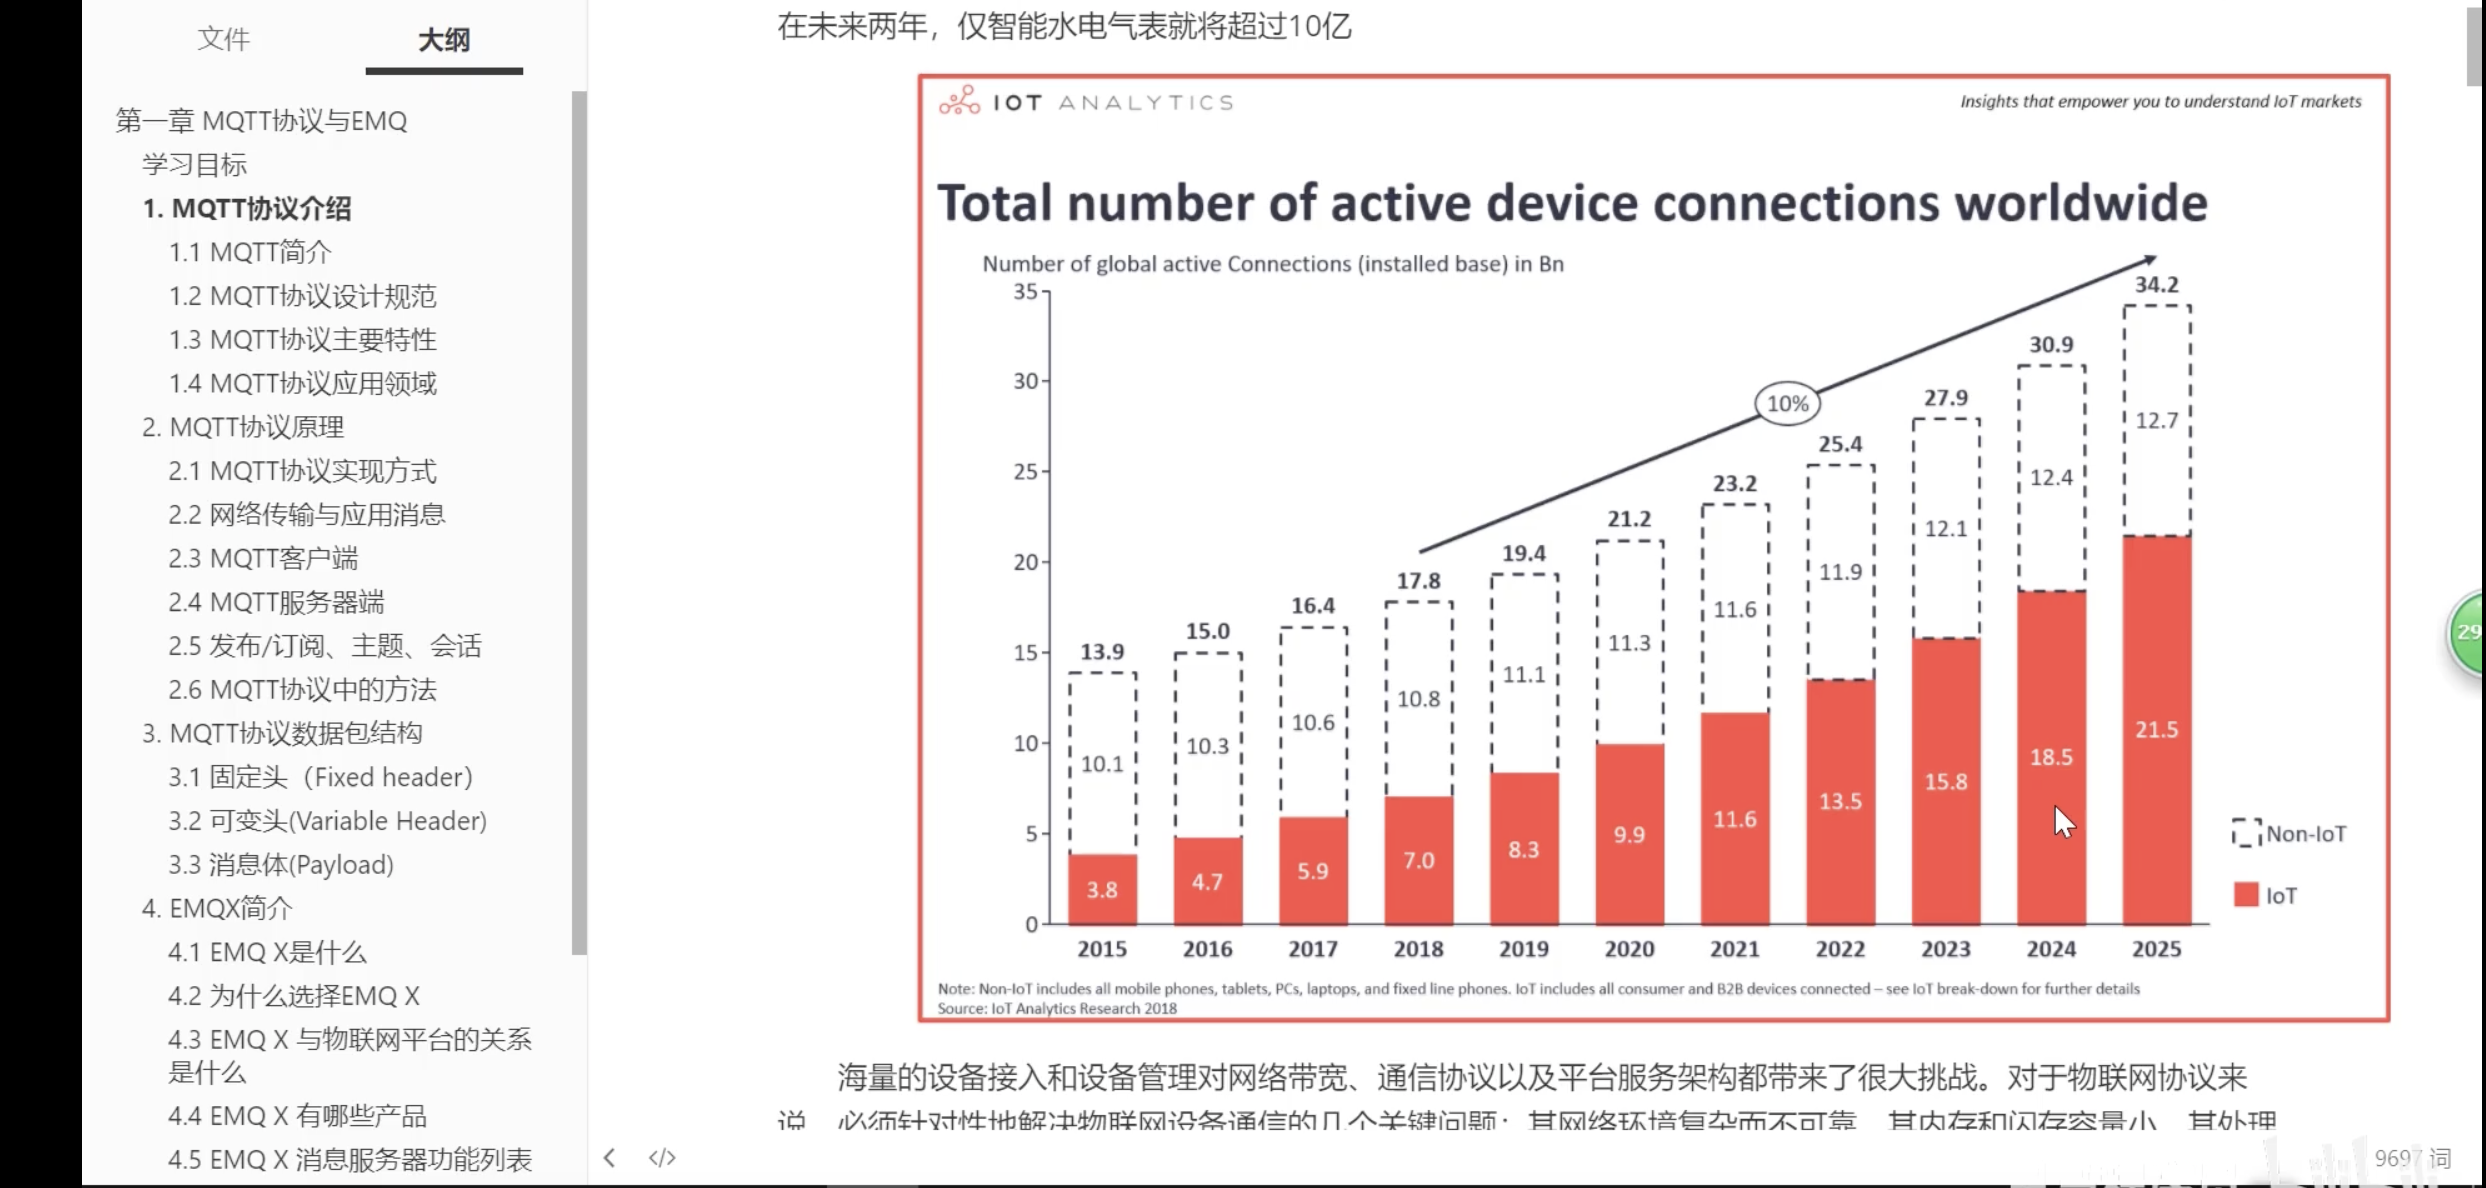 文件 大纲
第一章 MQTT协议与EMQ
学习目标
1. MQTT协议介绍
1.1 MQTT简介
1.2 MQTT协议设计规范
1.3 MQTT协议主要特性
1.4 MQTT协议应用领域
2. MQTT协议原理
2.1 MQTT协议实现方式
2.2 网络传输与应用消息
2.3 MQTT客户端
2.4 MQTT服务器端
2.5 发布/订阅、主题、会话
2.6 MQTT协议中的方法
3. MQTT协议数据包结构
3.1 固定头（Fixed header）
3.2 可变头(Variable Header)
3.3 消息体(Payload)
4. EMQX简介
4.1 EMQ X是什么
4.2 为什么选择EMQ X
4.3 EMQ X 与物联网平台的关系
是什么
4.4 EMQ X 有哪些产品
4.5 EMQ X 消息服务器功能列表
在未来两年，仅智能水电气表就将超过10亿
IOT ANALYTICS
Insights that empower you to understand IoT markets
Total number of active device connections worldwide
Number of global active Connections (installed base) in Bn
35
30
25
20
15
10
5
0
10%
13.9 15.0 16.4 17.8 19.4 21.2 23.2 25.4 27.9 30.9 34.2
10.1 10.3 10.6 10.8 11.1 11.3 11.6 11.9 12.1 12.4 12.7
3.8 4.7 5.9 7.0 8.3 9.9 11.6 13.5 15.8 18.5 21.5
2015 2016 2017 2018 2019 2020 2021 2022 2023 2024 2025
Non-IoT
IoT
Note: Non-IoT includes all mobile phones, tablets, PCs, laptops, and fixed line phones. IoT includes all consumer and B2B devices connected – see IoT break-down for further details
Source: IoT Analytics Research 2018
海量的设备接入和设备管理对网络带宽、通信协议以及平台服务架构都带来了很大挑战。对于物联网协议来
说 必须针对性地解决物联网设备通信的几个关键问题：其网络环境复杂而不可靠 其内存和闪存容量小 其处理
29
9697 词